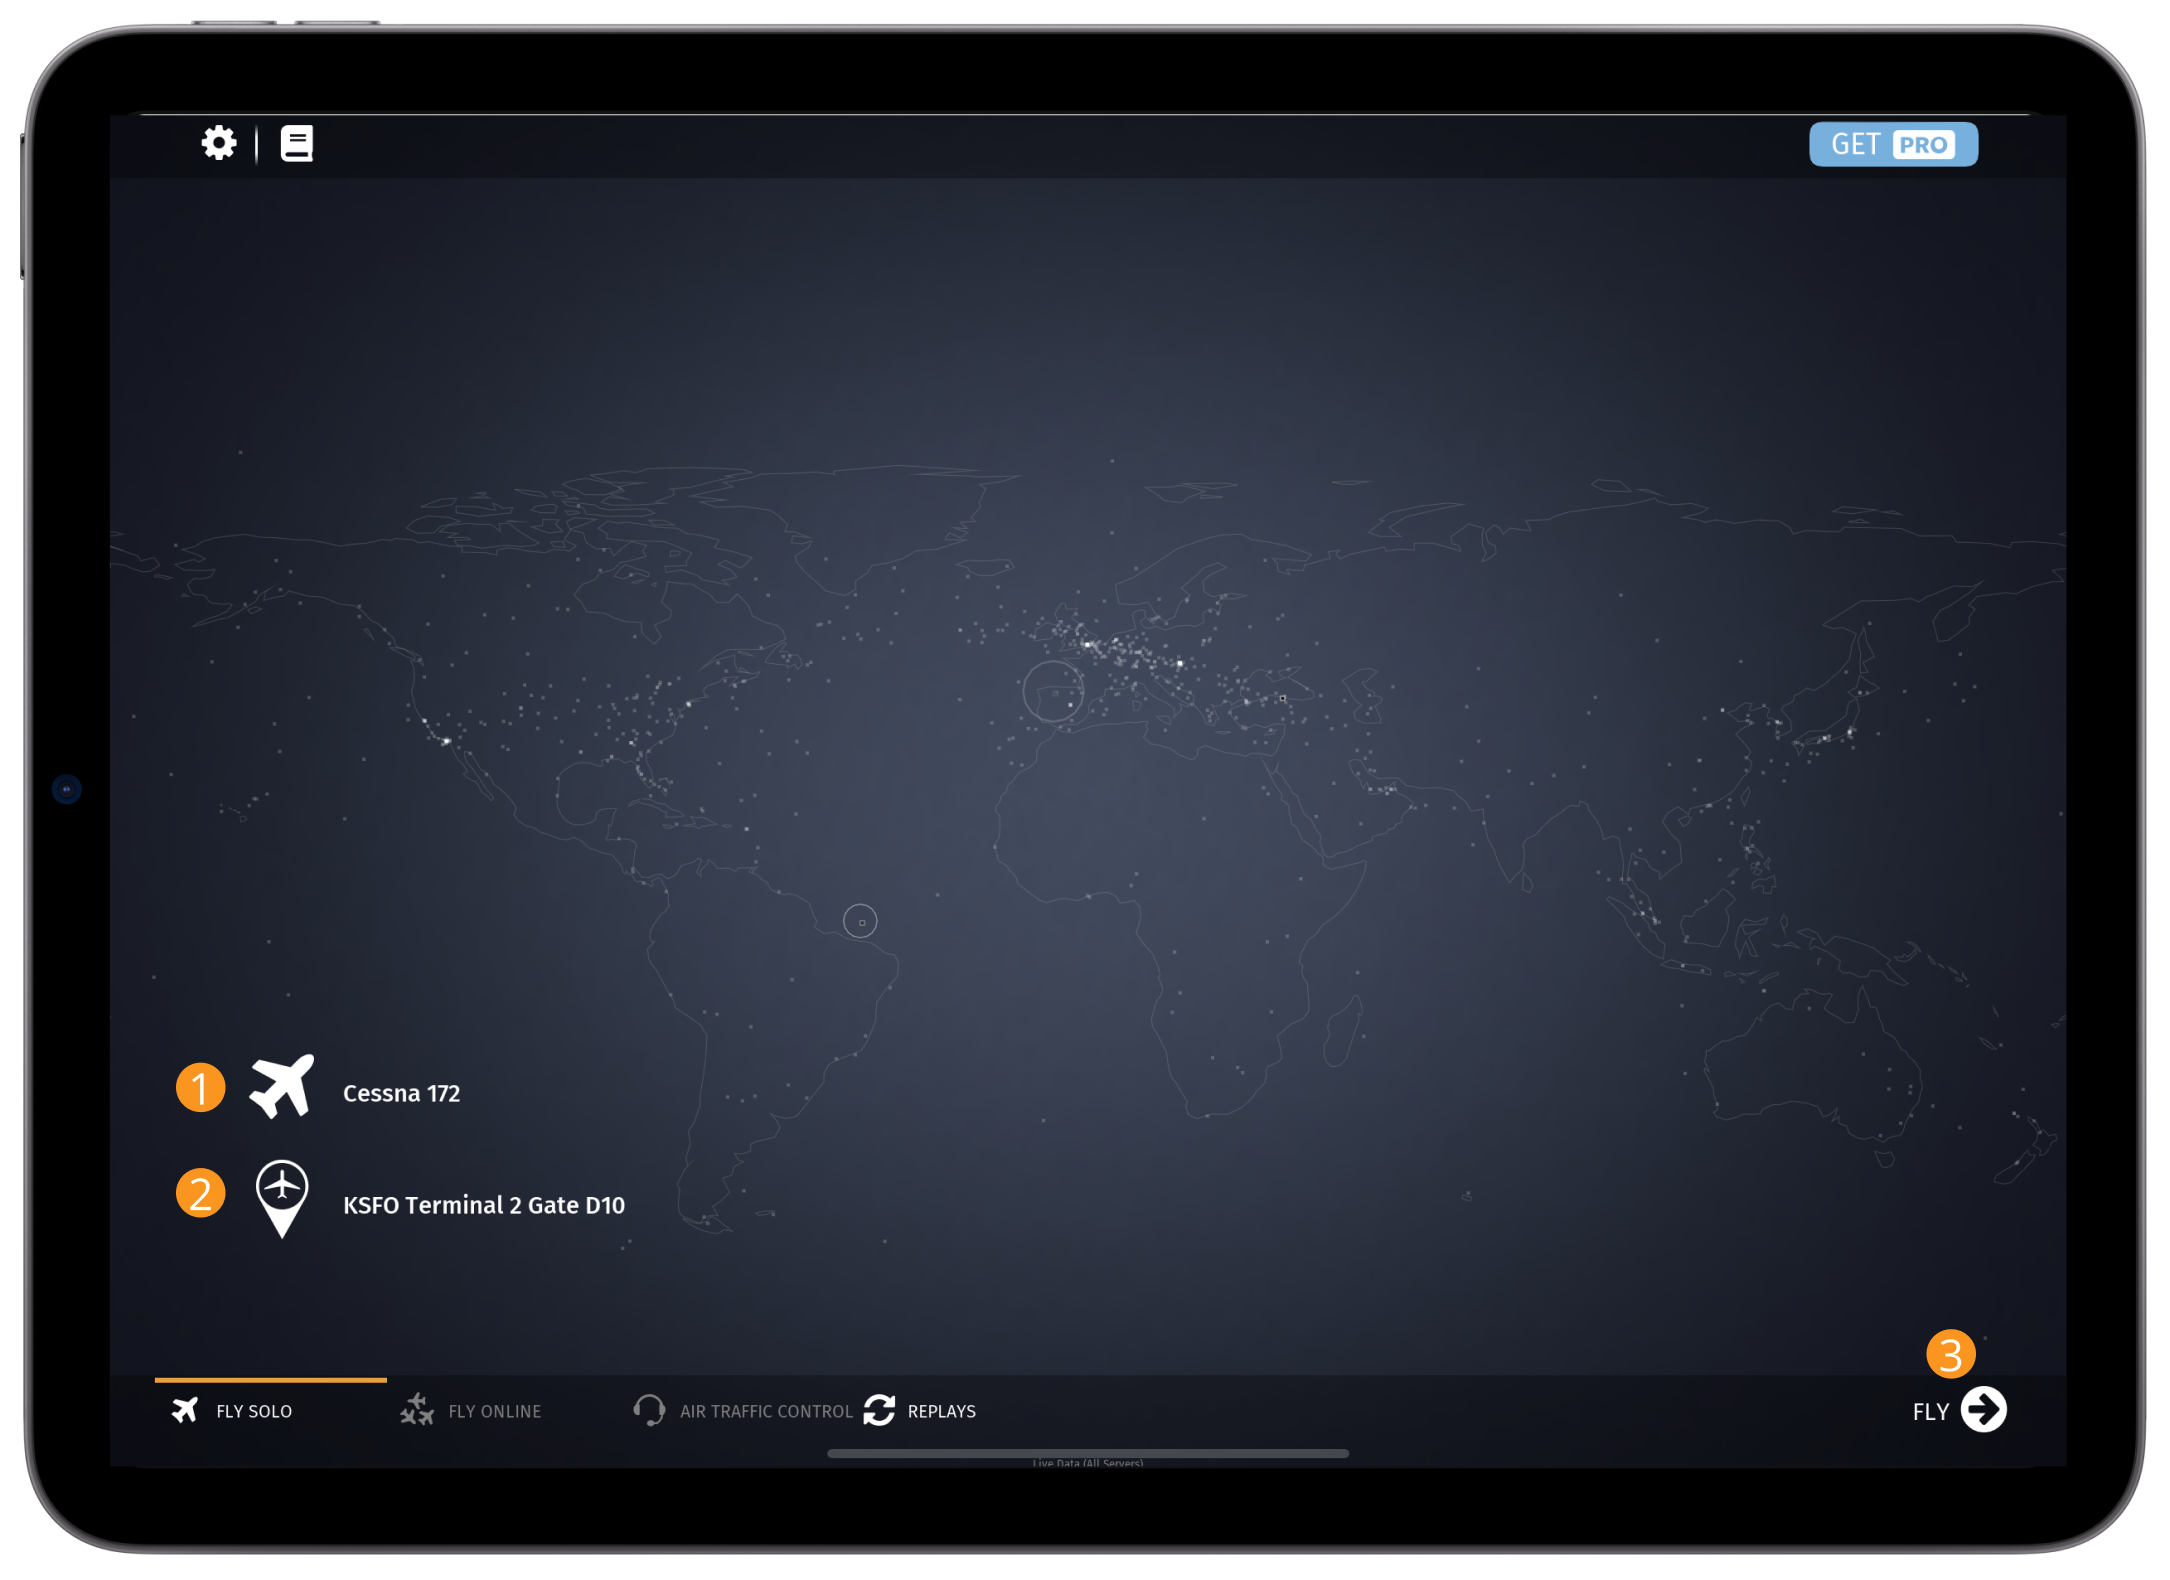 GET PRO
1 Cessna 172
2 KSFO Terminal 2 Gate D10
3
FLY SOLO FLY ONLINE AIR TRAFFIC CONTROL REPLAYS FLY
Live Data (All Servers)